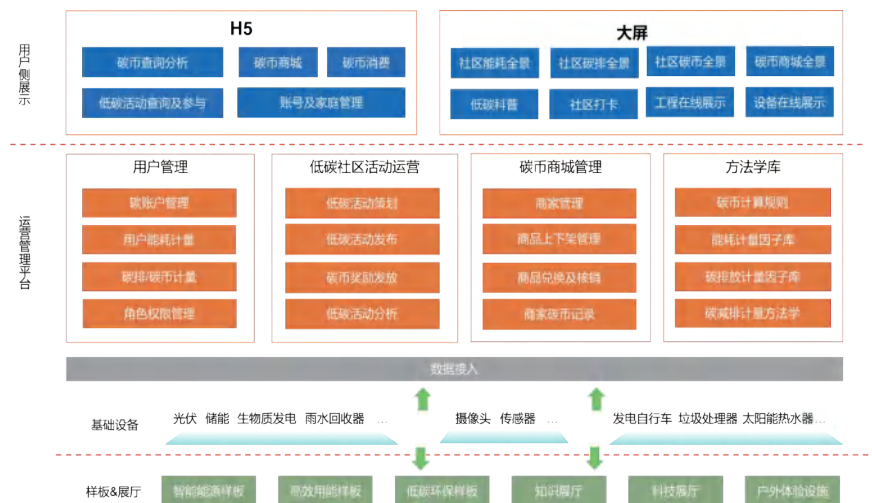 用户侧展示
H5
碳币查询分析 碳币商城 碳币消费
低碳活动查询及参与 账号及家庭管理
大屏
社区能耗全景 社区碳排全景 社区碳币全景 碳币商城全景
低碳科普 社区打卡 工程在线展示 设备在线展示
运营管理平台
用户管理
碳账户管理
用户能耗计量
碳排/碳币计量
角色权限管理
低碳社区活动运营
低碳活动策划
低碳活动发布
碳币奖励发放
低碳活动分析
碳币商城管理
商家管理
商品上下架管理
商品兑换及核销
商家碳币记录
方法学库
碳币计算规则
能耗计量因子库
碳排放计量因子库
碳减排计量方法学
数据接入
基础设备 光伏 储能 生物质发电 雨水回收器 … 摄像头 传感器 … 发电自行车 垃圾处理器 太阳能热水器…
样板&展厅 智能能源样板 高效用能样板 低碳环保样板 知识展厅 科技展厅 户外体验设施